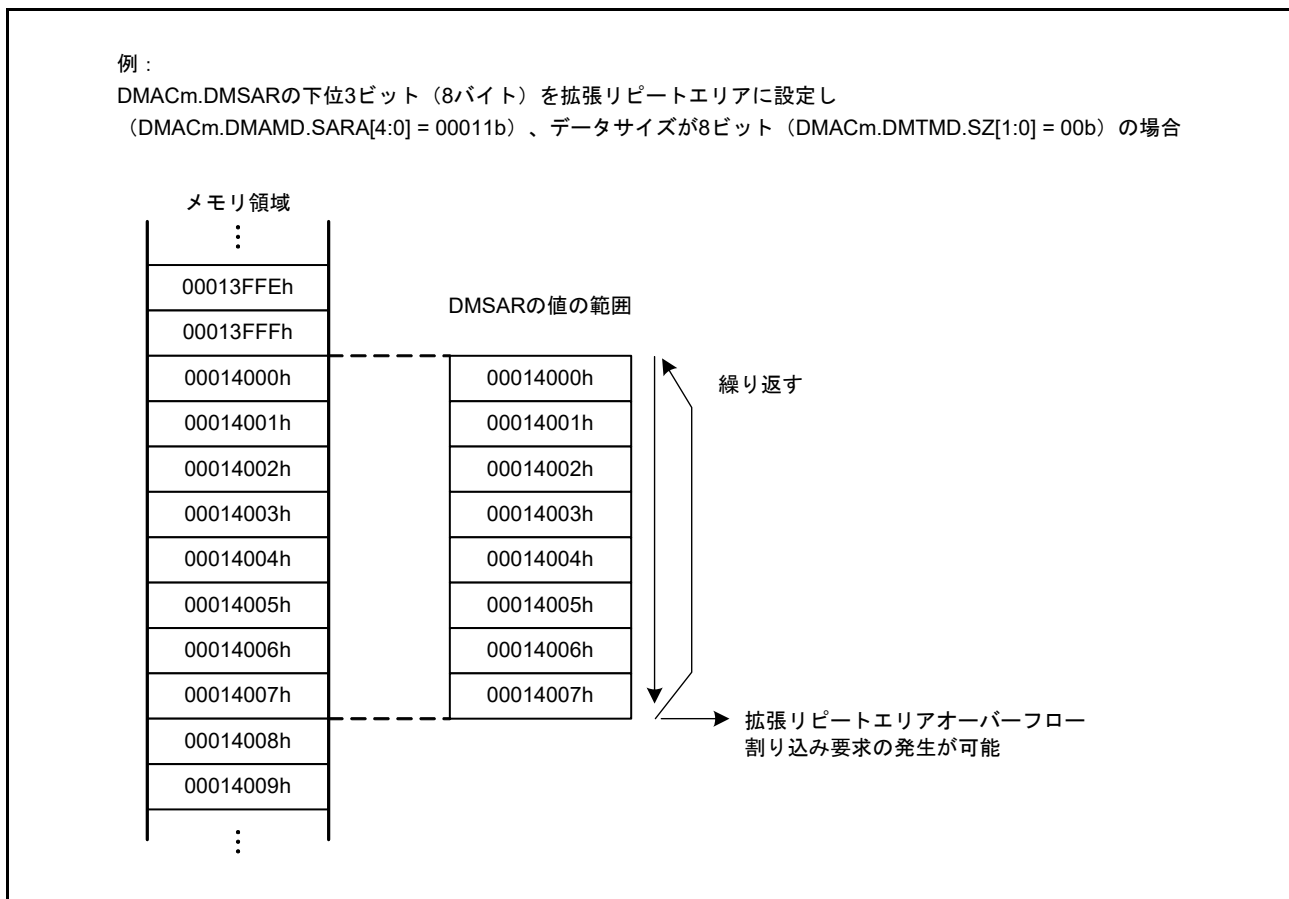 例：
DMACm.DMSARの下位3ビット（8バイト）を拡張リピートエリアに設定し
（DMACm.DMAMD.SARA[4:0] = 00011b）、データサイズが8ビット（DMACm.DMTMD.SZ[1:0] = 00b）の場合
メモリ領域
00013FFEh
00013FFFh
00014000h
00014001h
00014002h
00014003h
00014004h
00014005h
00014006h
00014007h
00014008h
00014009h
DMSARの値の範囲
00014000h
00014001h
00014002h
00014003h
00014004h
00014005h
00014006h
00014007h
繰り返す
拡張リピートエリアオーバーフロー
割り込み要求の発生が可能